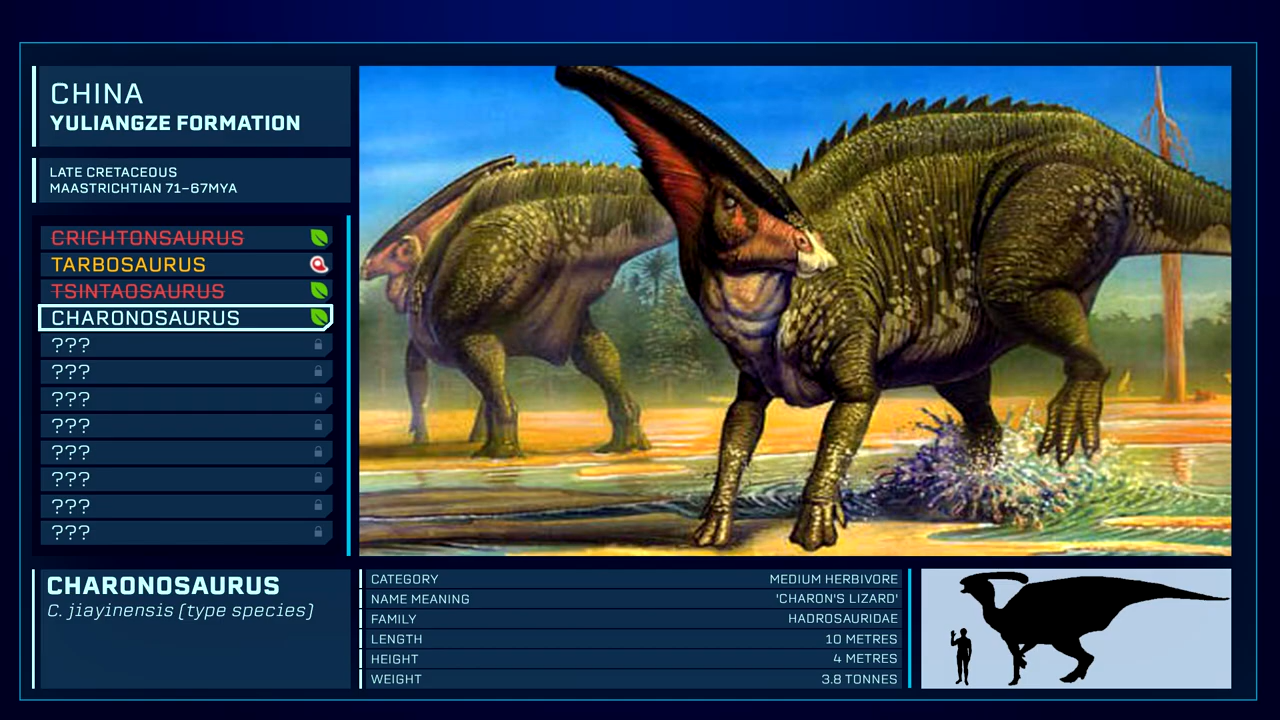 CHINA
YULIANGZE FORMATION
LATE CRETACEOUS
MAASTRICHTIAN 71–67MYA
CRICHTONSAURUS
TARBOSAURUS
TSINTAOSAURUS
CHARONOSAURUS
???
???
???
???
???
???
???
???
CHARONOSAURUS
C. jiayinensis (type species)
CATEGORY MEDIUM HERBIVORE
NAME MEANING 'CHARON'S LIZARD'
FAMILY HADROSAURIDAE
LENGTH 10 METRES
HEIGHT 4 METRES
WEIGHT 3.8 TONNES